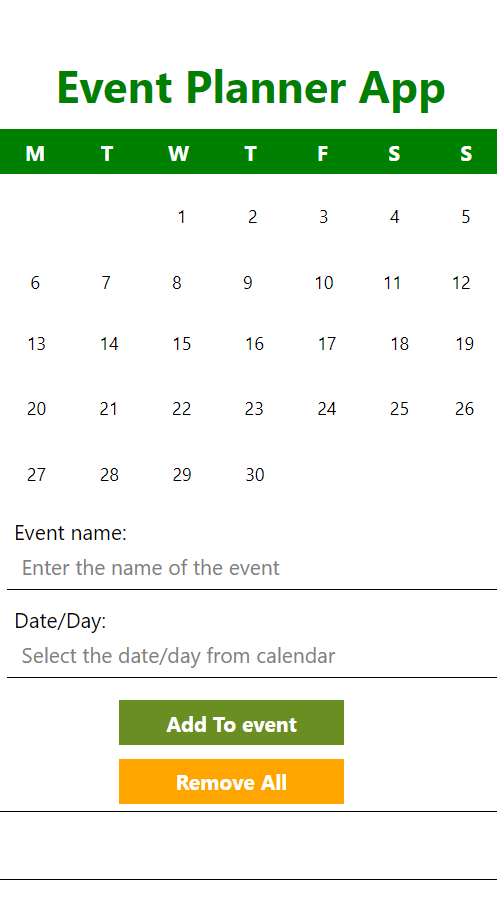 Event Planner App
M T W T F S S
1 2 3 4 5
6 7 8 9 10 11 12
13 14 15 16 17 18 19
20 21 22 23 24 25 26
27 28 29 30
Event name:
Enter the name of the event
Date/Day:
Select the date/day from calendar
Add To event
Remove All